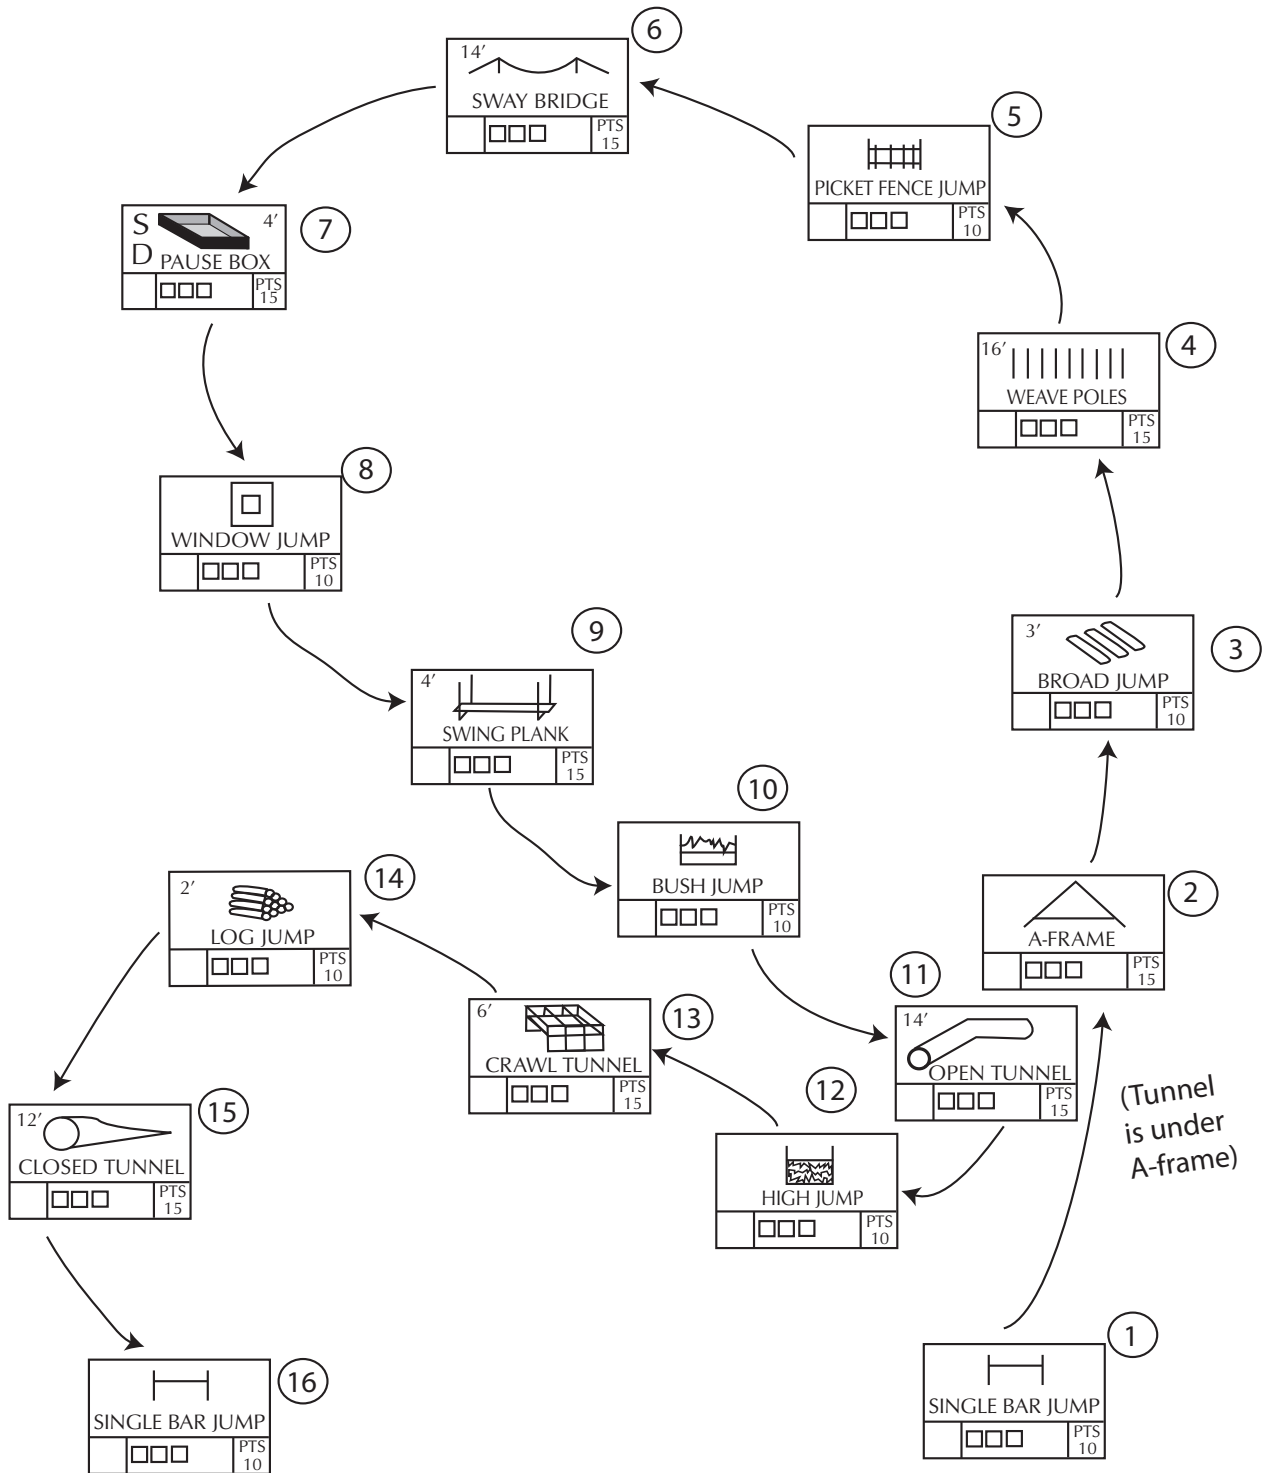 6
14′
SWAY BRIDGE
PTS
15
5
PICKET FENCE JUMP
PTS
10
S
D
4′
PAUSE BOX
PTS
15
7
4
16′
WEAVE POLES
PTS
15
8
WINDOW JUMP
PTS
10
9
4′
SWING PLANK
PTS
15
3
3′
BROAD JUMP
PTS
10
10
BUSH JUMP
PTS
10
14
2′
LOG JUMP
PTS
10
2
A-FRAME
PTS
15
11
14′
OPEN TUNNEL
PTS
15
13
6′
CRAWL TUNNEL
PTS
15
12
HIGH JUMP
PTS
10
(Tunnel
is under
A-frame)
15
12′
CLOSED TUNNEL
PTS
15
1
SINGLE BAR JUMP
PTS
10
16
SINGLE BAR JUMP
PTS
10